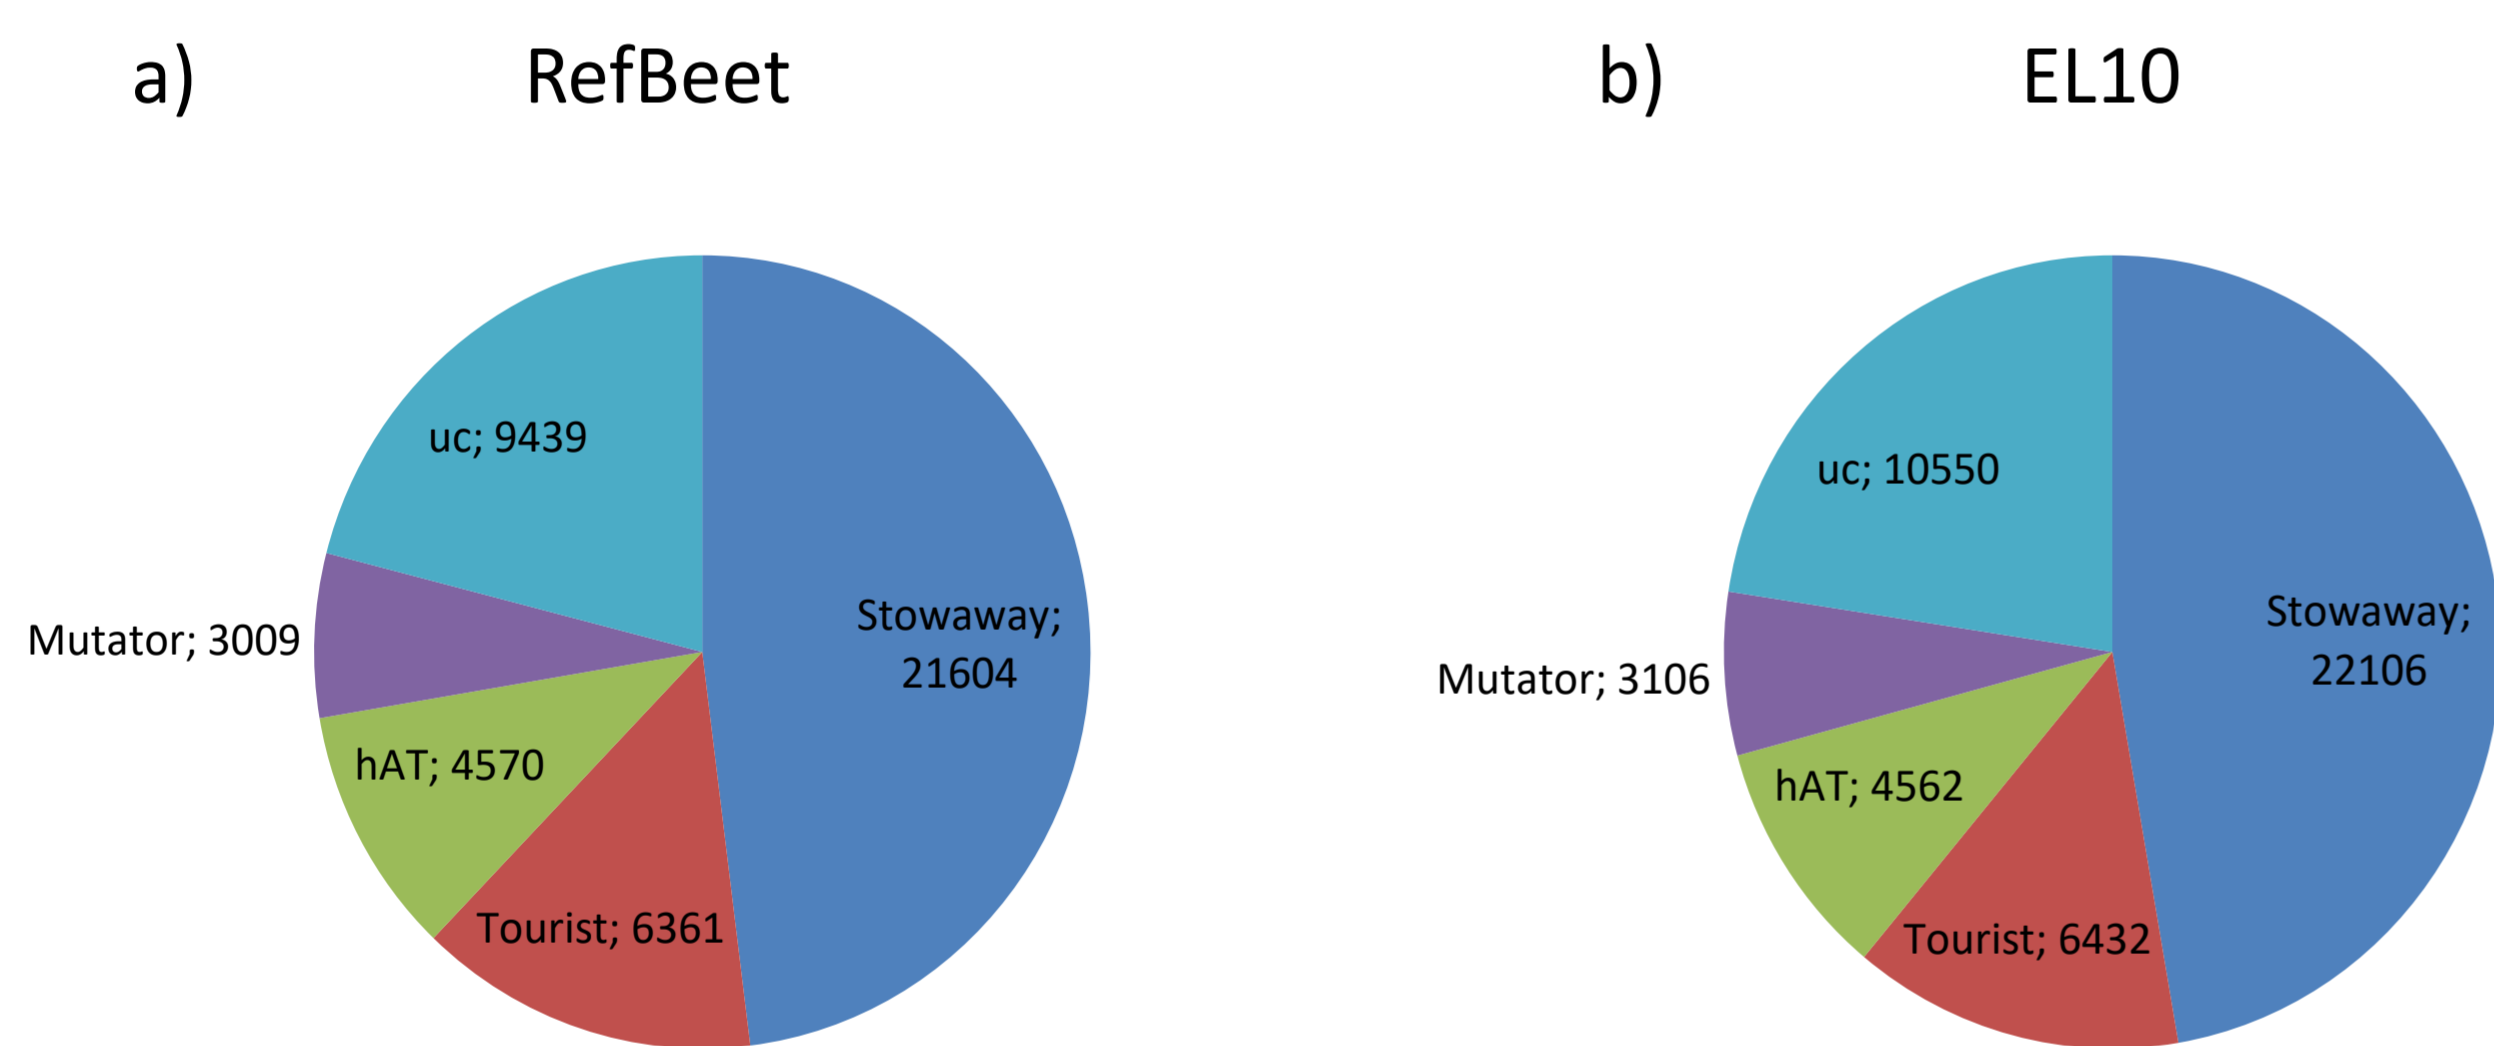 a) RefBeet
uc; 9439
Stowaway;
21604
Mutator; 3009
hAT; 4570
Tourist; 6361
b) EL10
uc; 10550
Stowaway;
22106
Mutator; 3106
hAT; 4562
Tourist; 6432